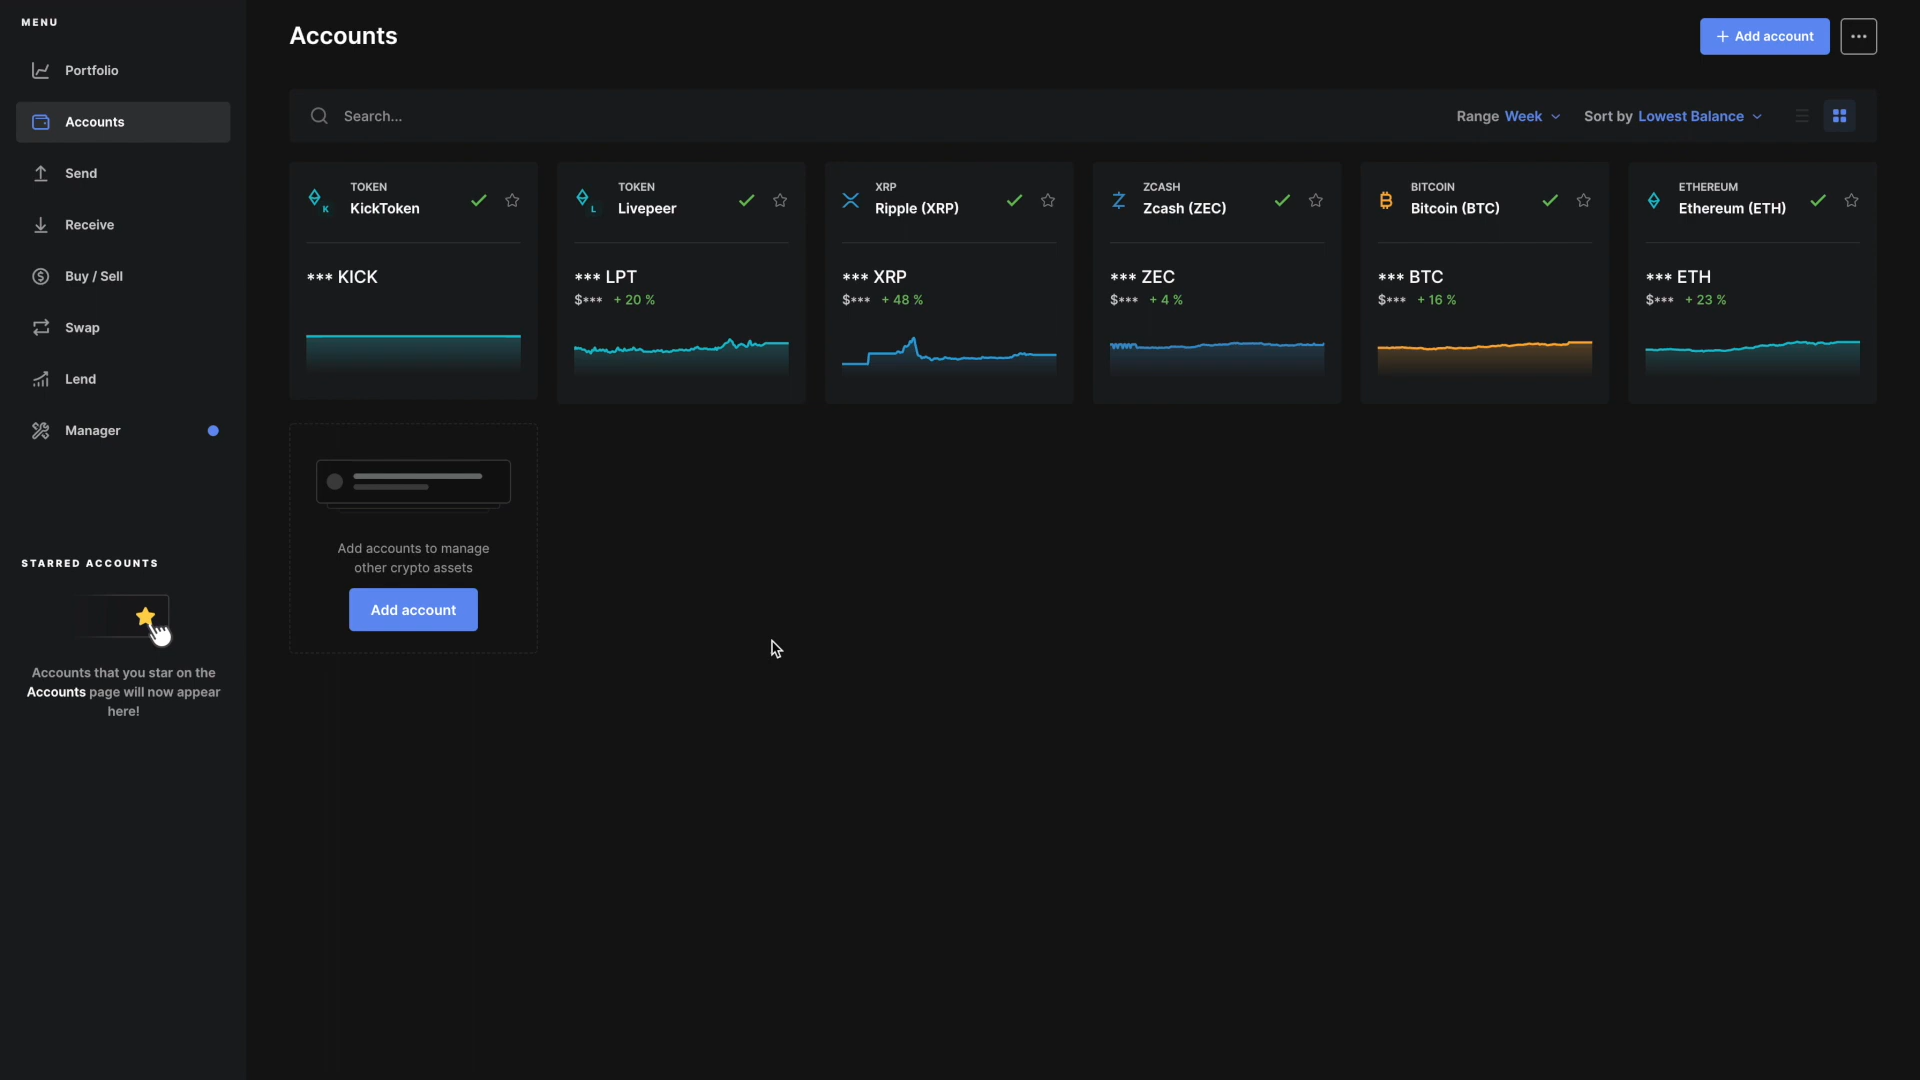 MENU
Portfolio
Accounts
Send
Receive
Buy / Sell
Swap
Lend
Manager
STARRED ACCOUNTS
Accounts that you star on the
Accounts page will now appear
here!
Accounts
+ Add account
Search...
Range Week
Sort by Lowest Balance
TOKEN
KickToken
K
*** KICK
TOKEN
Livepeer
L
*** LPT
$*** + 20 %
XRP
Ripple (XRP)
*** XRP
$*** + 48 %
ZCASH
Zcash (ZEC)
*** ZEC
$*** + 4 %
BITCOIN
Bitcoin (BTC)
*** BTC
$*** + 16 %
ETHEREUM
Ethereum (ETH)
*** ETH
$*** + 23 %
Add accounts to manage
other crypto assets
Add account